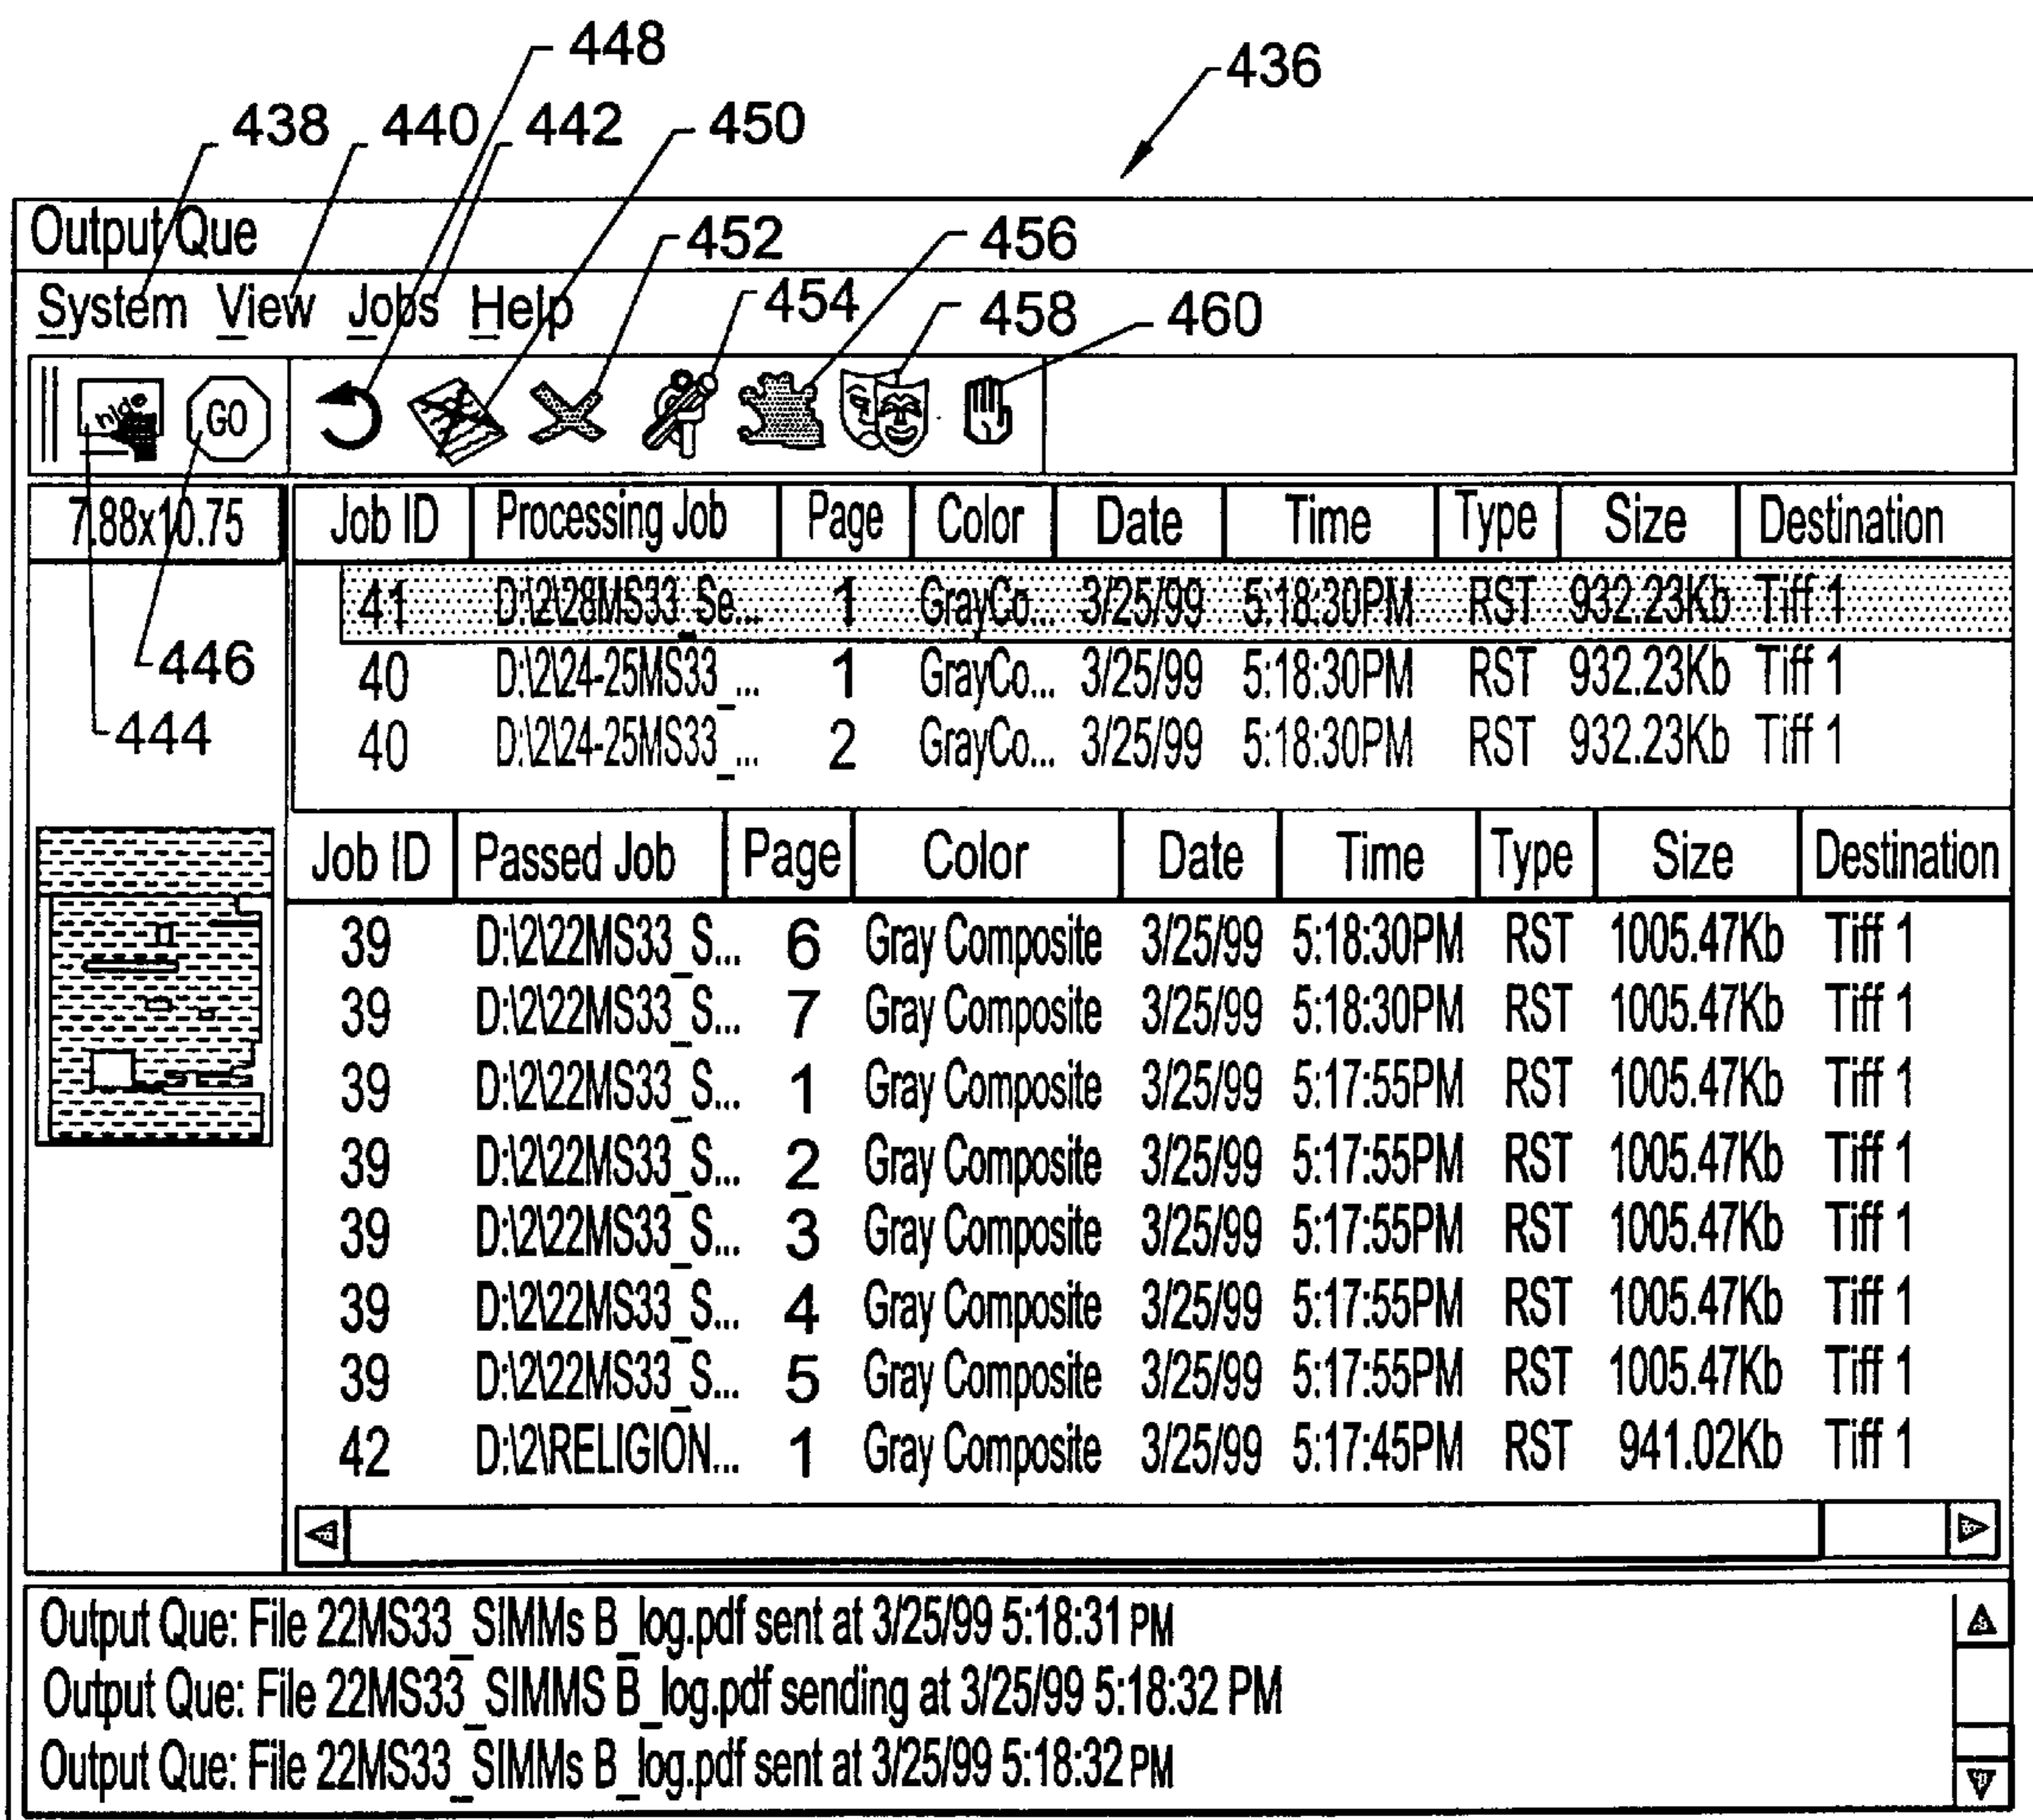 448
436
438 440 442 450
Output Que
452 456
System View Jobs Help
454 458 460
hide GO
7.88x10.75
Job ID Processing Job Page Color Date Time Type Size Destination
41 D:\2\28MS33_Se... 1 GrayCo... 3/25/99 5:18:30PM RST 932.23Kb Tiff 1
446
40 D:\2\24-25MS33_... 1 GrayCo... 3/25/99 5:18:30PM RST 932.23Kb Tiff 1
444
40 D:\2\24-25MS33_... 2 GrayCo... 3/25/99 5:18:30PM RST 932.23Kb Tiff 1
Job ID Passed Job Page Color Date Time Type Size Destination
39 D:\2\22MS33_S... 6 Gray Composite 3/25/99 5:18:30PM RST 1005.47Kb Tiff 1
39 D:\2\22MS33_S... 7 Gray Composite 3/25/99 5:18:30PM RST 1005.47Kb Tiff 1
39 D:\2\22MS33_S... 1 Gray Composite 3/25/99 5:17:55PM RST 1005.47Kb Tiff 1
39 D:\2\22MS33_S... 2 Gray Composite 3/25/99 5:17:55PM RST 1005.47Kb Tiff 1
39 D:\2\22MS33_S... 3 Gray Composite 3/25/99 5:17:55PM RST 1005.47Kb Tiff 1
39 D:\2\22MS33_S... 4 Gray Composite 3/25/99 5:17:55PM RST 1005.47Kb Tiff 1
39 D:\2\22MS33_S... 5 Gray Composite 3/25/99 5:17:55PM RST 1005.47Kb Tiff 1
42 D:\2\RELIGION... 1 Gray Composite 3/25/99 5:17:45PM RST 941.02Kb Tiff 1
Output Que: File 22MS33_SIMMs B_log.pdf sent at 3/25/99 5:18:31 PM
Output Que: File 22MS33_SIMMS B_log.pdf sending at 3/25/99 5:18:32 PM
Output Que: File 22MS33_SIMMs B_log.pdf sent at 3/25/99 5:18:32 PM